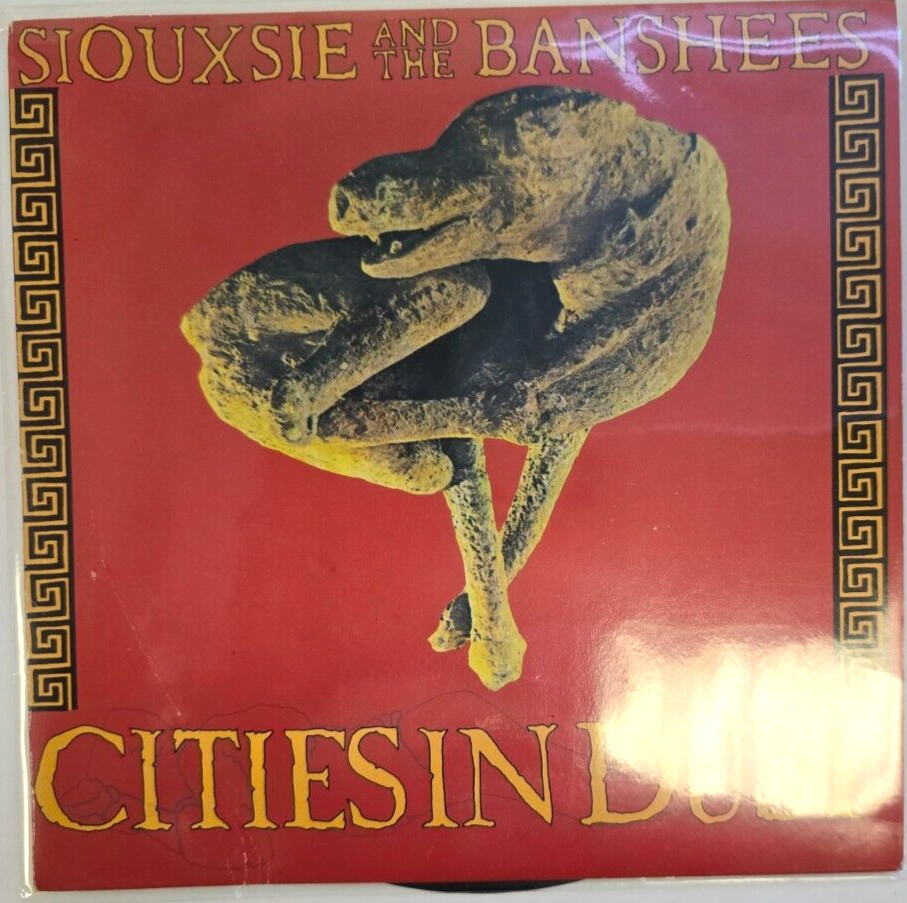 SIOUXSIE AND THE BANSHEES
CITIES IN